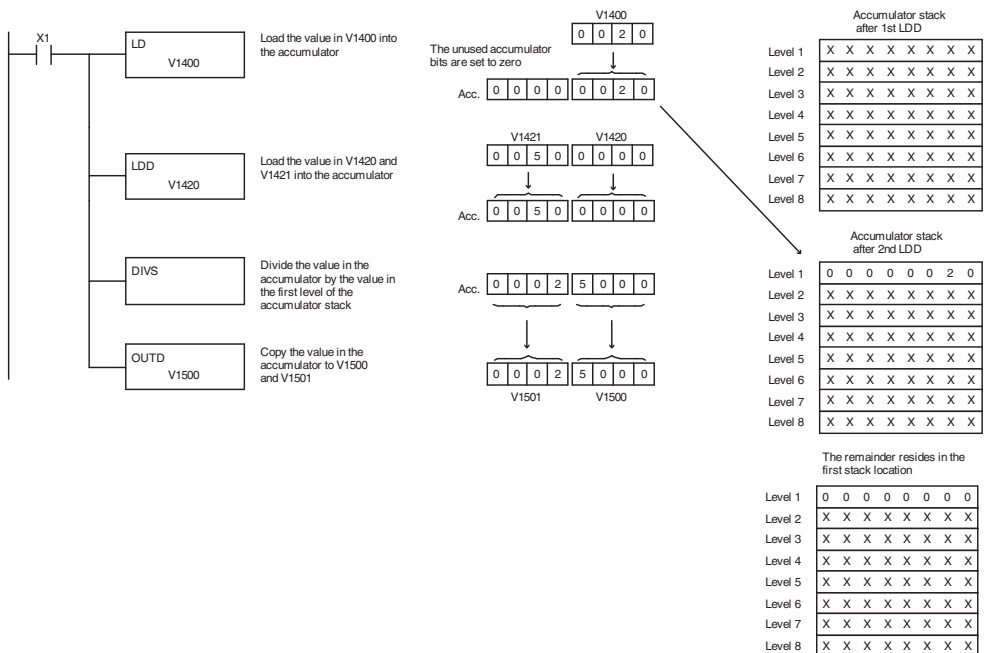 X1
LD
V1400
Load the value in V1400 into
the accumulator
LDD
V1420
Load the value in V1420 and
V1421 into the accumulator
DIVS
Divide the value in the
accumulator by the value in
the first level of the
accumulator stack
OUTD
V1500
Copy the value in the
accumulator to V1500
and V1501
V1400
0 0 2 0
The unused accumulator
bits are set to zero
Acc. 0 0 0 0 0 0 2 0
V1421 V1420
0 0 5 0 0 0 0 0
Acc. 0 0 5 0 0 0 0 0
Acc. 0 0 0 2 5 0 0 0
0 0 0 2 5 0 0 0
V1501 V1500
Accumulator stack
after 1st LDD
Level 1 X X X X X X X X
Level 2 X X X X X X X X
Level 3 X X X X X X X X
Level 4 X X X X X X X X
Level 5 X X X X X X X X
Level 6 X X X X X X X X
Level 7 X X X X X X X X
Level 8 X X X X X X X X
Accumulator stack
after 2nd LDD
Level 1 0 0 0 0 0 0 2 0
Level 2 X X X X X X X X
Level 3 X X X X X X X X
Level 4 X X X X X X X X
Level 5 X X X X X X X X
Level 6 X X X X X X X X
Level 7 X X X X X X X X
Level 8 X X X X X X X X
The remainder resides in the
first stack location
Level 1 0 0 0 0 0 0 0 0
Level 2 X X X X X X X X
Level 3 X X X X X X X X
Level 4 X X X X X X X X
Level 5 X X X X X X X X
Level 6 X X X X X X X X
Level 7 X X X X X X X X
Level 8 X X X X X X X X